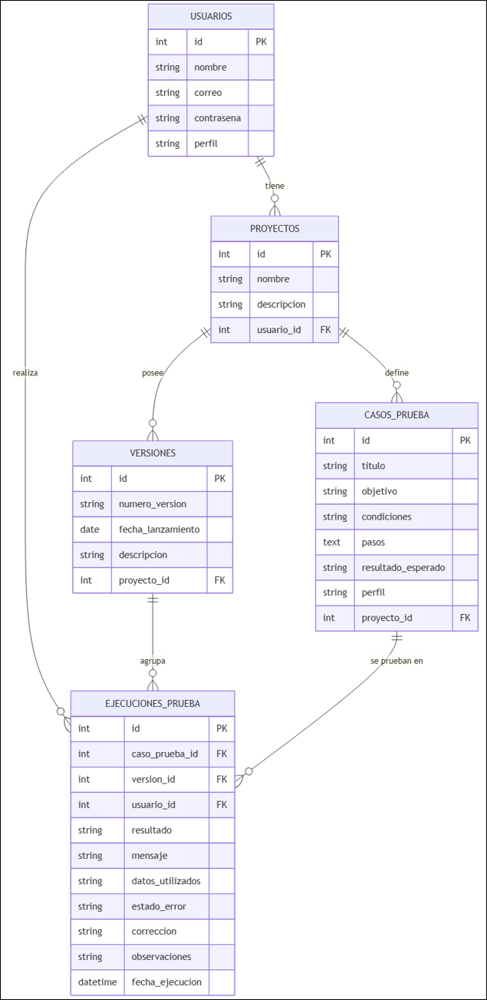 USUARIOS
int id PK
string nombre
string correo
string contrasena
string perfil
tiene
PROYECTOS
int id PK
string nombre
string descripcion
int usuario_id FK
realiza
posee
define
VERSIONES
int id PK
string numero_version
date fecha_lanzamiento
string descripcion
int proyecto_id FK
CASOS_PRUEBA
int id PK
string titulo
string objetivo
string condiciones
text pasos
string resultado_esperado
string perfil
int proyecto_id FK
agrupa
se prueban en
EJECUCIONES_PRUEBA
int id PK
int caso_prueba_id FK
int version_id FK
int usuario_id FK
string resultado
string mensaje
string datos_utilizados
string estado_error
string correccion
string observaciones
datetime fecha_ejecucion